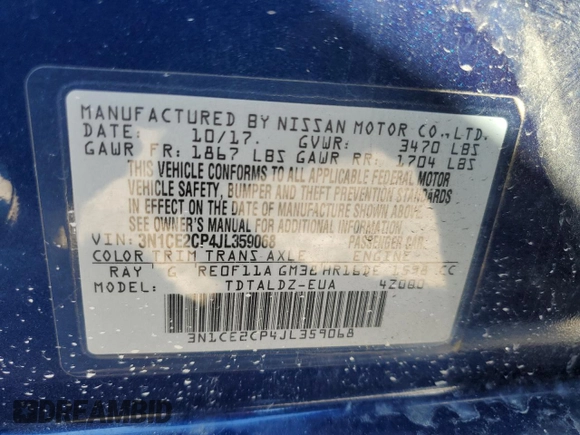 MANUFACTURED BY NISSAN MOTOR CO.,LTD.
DATE: 10/17. GVWR: 3470 LBS
GAWR FR: 1867 LBS GAWR RR: 1704 LBS
THIS VEHICLE CONFORMS TO ALL APPLICABLE FEDERAL MOTOR
VEHICLE SAFETY, BUMPER AND THEFT PREVENTION STANDARDS
IN EFFECT ON THE DATE OF MANUFACTURE SHOWN ABOVE.
SEE OWNER'S MANUAL FOR ADDITIONAL INFORMATION.
VIN: 3N1CE2CP4JL359068 PASSENGER CAR
COLOR TRIM TRANS AXLE ENGINE
RAY G RE0F11A GM38 HR16DE 1598 CC
MODEL: TDTALDZ-EUA 4Z080
3N1CE2CP4JL359068
DREAMBID